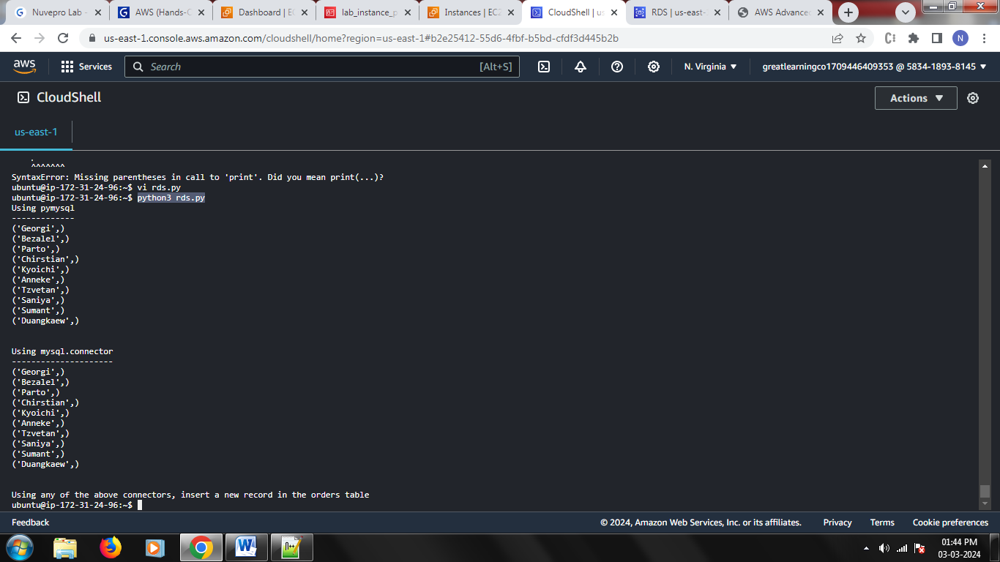 Nuvepro Lab -
AWS (Hands-O
Dashboard | EC
lab_instance_p
Instances | EC2
CloudShell | us
RDS | us-east-
AWS Advance
us-east-1.console.aws.amazon.com/cloudshell/home?region=us-east-1#b2e25412-55d6-4fbf-b5bd-cfdf3d445b2b
N
aws
Services
Search
[Alt+S]
N. Virginia
greatlearningco1709446409353 @ 5834-1893-8145
CloudShell
Actions
us-east-1
.
^^^^^^^
SyntaxError: Missing parentheses in call to 'print'. Did you mean print(...)?
ubuntu@ip-172-31-24-96:~$ vi rds.py
ubuntu@ip-172-31-24-96:~$ python3 rds.py
Using pymysql
-------------
('Georgi',)
('Bezalel',)
('Parto',)
('Chirstian',)
('Kyoichi',)
('Anneke',)
('Tzvetan',)
('Saniya',)
('Sumant',)
('Duangkaew',)
Using mysql.connector
---------------------
('Georgi',)
('Bezalel',)
('Parto',)
('Chirstian',)
('Kyoichi',)
('Anneke',)
('Tzvetan',)
('Saniya',)
('Sumant',)
('Duangkaew',)
Using any of the above connectors, insert a new record in the orders table
ubuntu@ip-172-31-24-96:~$
Feedback
© 2024, Amazon Web Services, Inc. or its affiliates.
Privacy
Terms
Cookie preferences
01:44 PM
03-03-2024